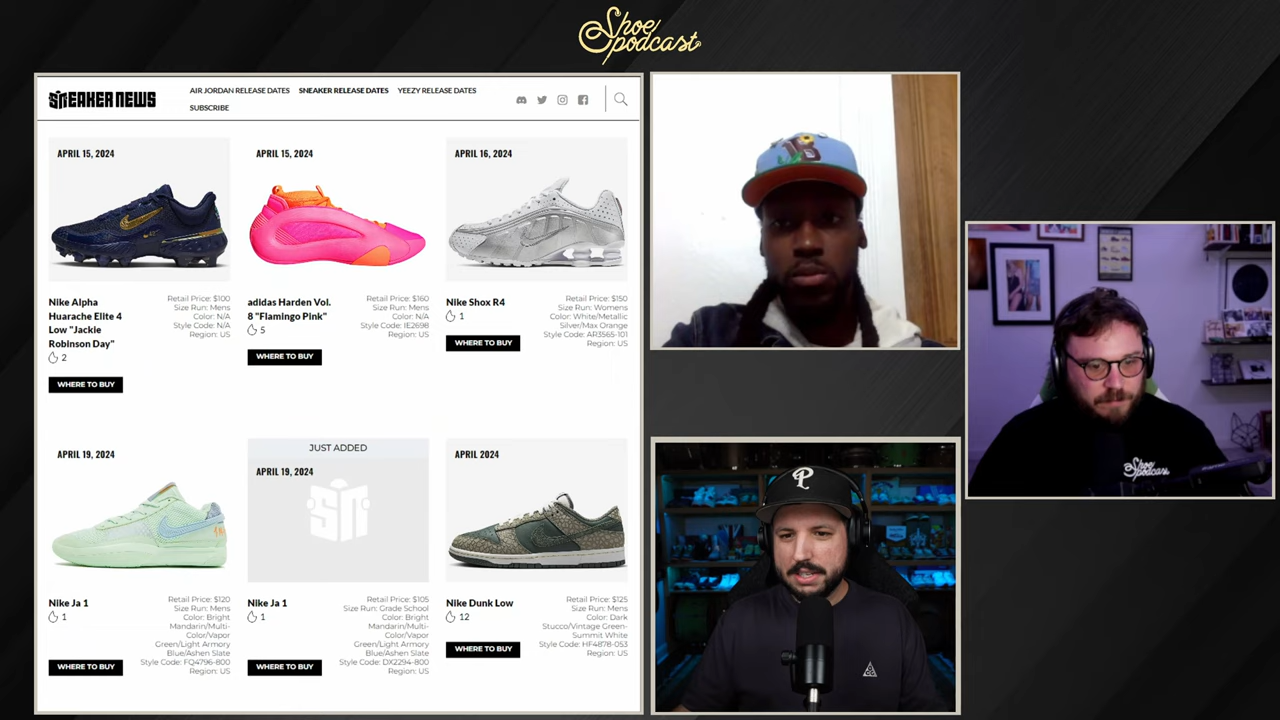 Shoe
podcast
SNEAKER NEWS
AIR JORDAN RELEASE DATES
SNEAKER RELEASE DATES
YEEZY RELEASE DATES
SUBSCRIBE
APRIL 15, 2024
Nike Alpha
Huarache Elite 4
Low "Jackie
Robinson Day"
2
Retail Price: $100
Size Run: Mens
Color: N/A
Style Code: N/A
Region: US
WHERE TO BUY
APRIL 15, 2024
adidas Harden Vol.
8 "Flamingo Pink"
5
Retail Price: $160
Size Run: Mens
Color: N/A
Style Code: IE2698
Region: US
WHERE TO BUY
APRIL 16, 2024
Nike Shox R4
1
Retail Price: $150
Size Run: Womens
Color: White/Metallic
Silver/Max Orange
Style Code: AR3565-101
Region: US
WHERE TO BUY
APRIL 19, 2024
Nike Ja 1
1
Retail Price: $120
Size Run: Mens
Color: Bright
Mandarin/Multi-
Color/Vapor
Green/Light Armory
Blue/Ashen Slate
Style Code: FQ4796-800
Region: US
WHERE TO BUY
JUST ADDED
APRIL 19, 2024
SN
Nike Ja 1
1
Retail Price: $105
Size Run: Grade School
Color: Bright
Mandarin/Multi-
Color/Vapor
Green/Light Armory
Blue/Ashen Slate
Style Code: DX2294-800
Region: US
WHERE TO BUY
APRIL 2024
Nike Dunk Low
12
Retail Price: $125
Size Run: Mens
Color: Dark
Stucco/Vintage Green-
Summit White
Style Code: HF4878-053
Region: US
WHERE TO BUY
B
Shoe
podcast
P